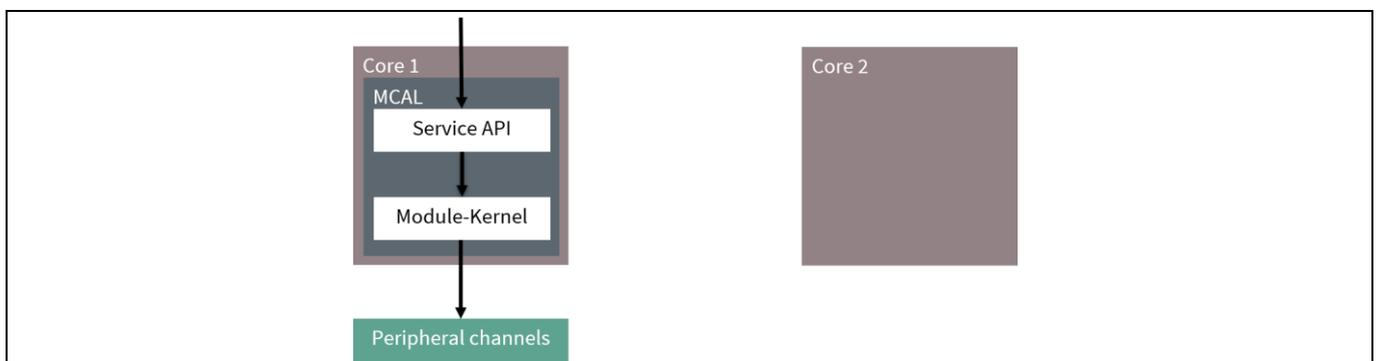 Core 1
MCAL
Service API
Module-Kernel
Peripheral channels
Core 2